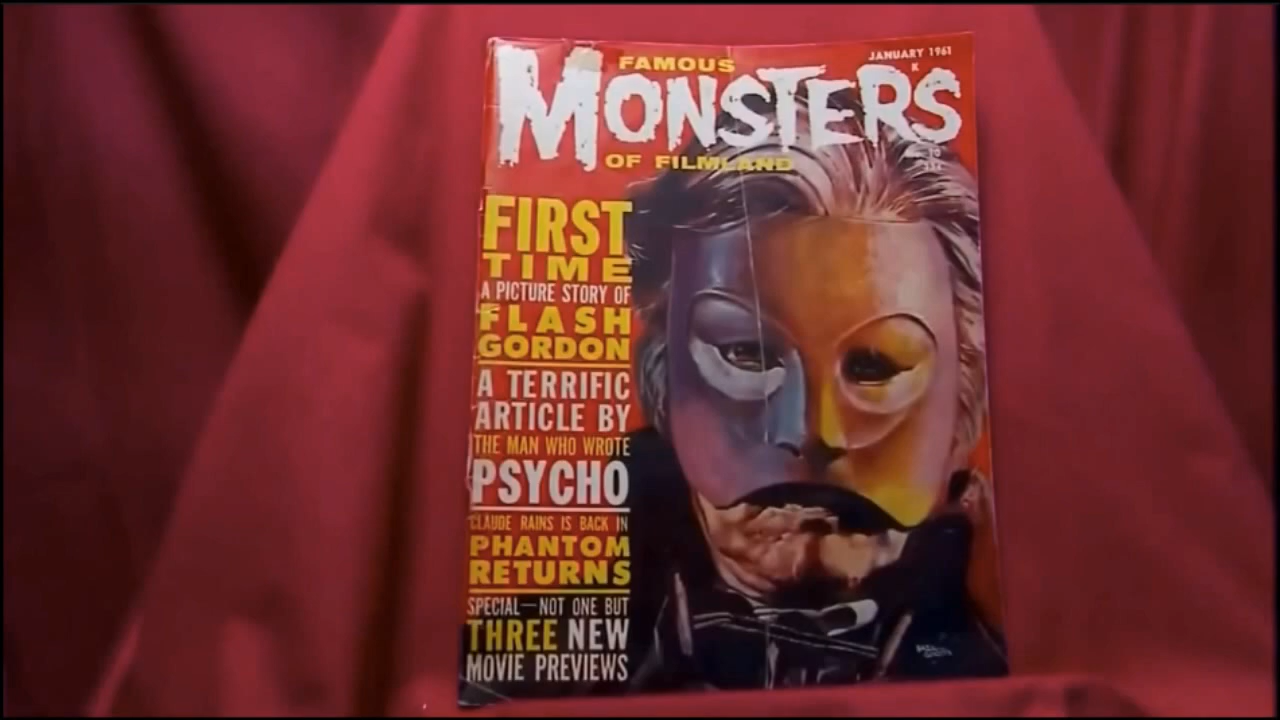 JANUARY 1961
K
FAMOUS
MONSTERS
OF FILMLAND
FIRST
TIME
A PICTURE STORY OF
FLASH
GORDON
A TERRIFIC
ARTICLE BY
THE MAN WHO WROTE
PSYCHO
CLAUDE RAINS IS BACK IN
PHANTOM
RETURNS
SPECIAL—NOT ONE BUT
THREE NEW
MOVIE PREVIEWS